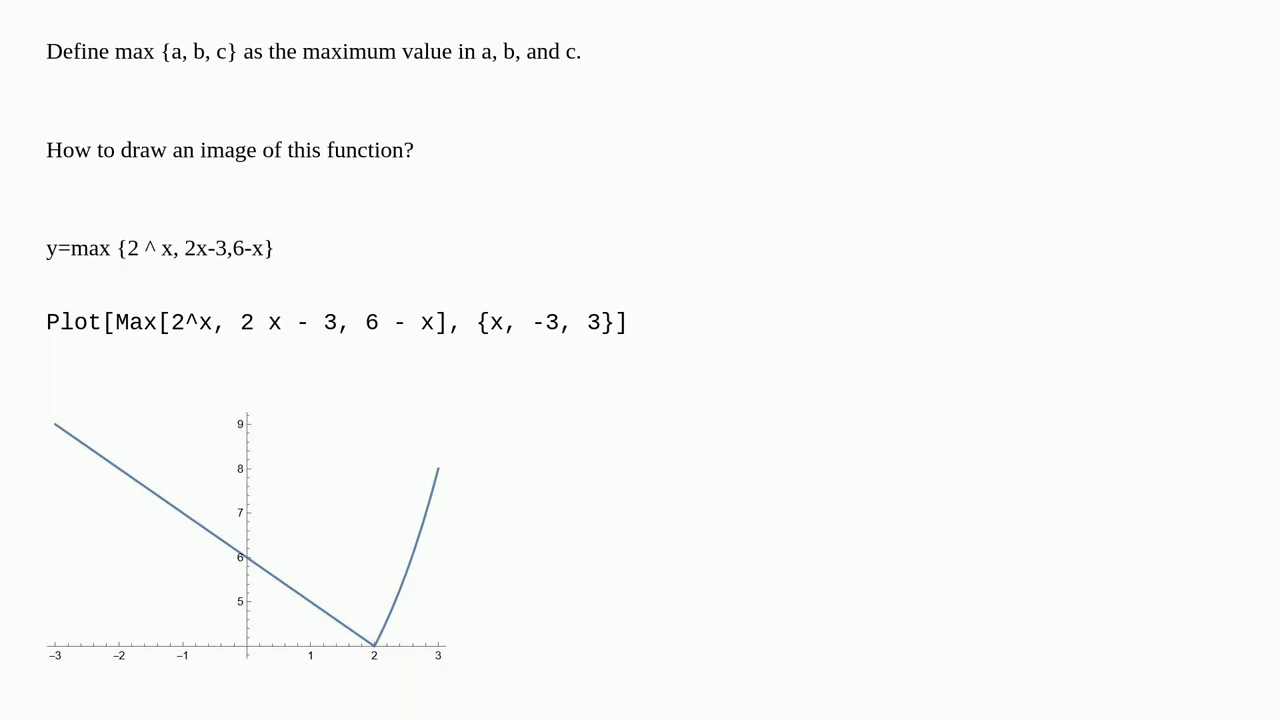 Define max {a, b, c} as the maximum value in a, b, and c.
How to draw an image of this function?
y=max {2 ^ x, 2x-3,6-x}
Plot[Max[2^x, 2 x - 3, 6 - x], {x, -3, 3}]
9
8
7
6
5
–3 –2 –1 1 2 3